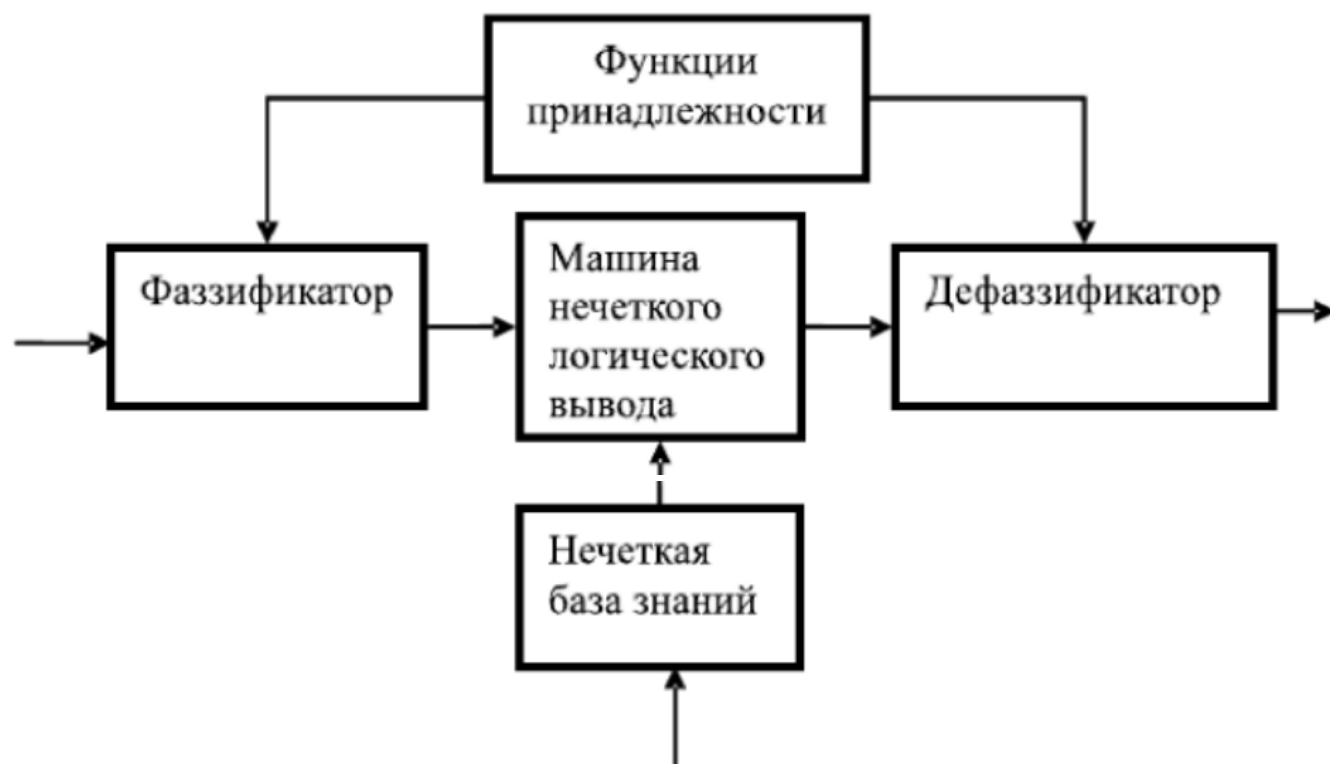 Функции
принадлежности
Фаззификатор
Машина
нечеткого
логического
вывода
Дефаззификатор
Нечеткая
база знаний